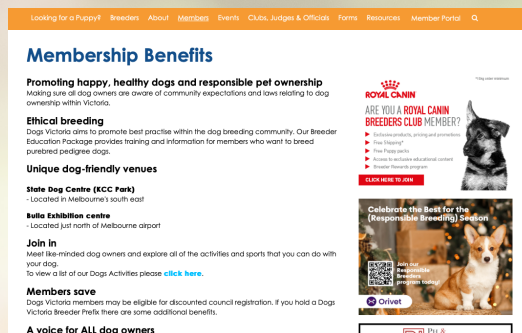 Looking for a Puppy? Breeders About Members Events Clubs, Judges & Officials Forms Resources Member Portal
Membership Benefits
Promoting happy, healthy dogs and responsible pet ownership
Making sure all dog owners are aware of community expectations and laws relating to dog
ownership within Victoria.
Ethical breeding
Dogs Victoria aims to promote best practise within the dog breeding community. Our Breeder
Education Package provides training and information for members who want to breed
purebred pedigree dogs.
Unique dog-friendly venues
State Dog Centre (KCC Park)
- Located in Melbourne's south east
Bulla Exhibition centre
- Located just north of Melbourne airport
Join in
Meet like-minded dog owners and explore all of the activities and sports that you can do with
your dog.
To view a list of our Dogs Activities please click here.
Members save
Dogs Victoria members may be eligible for discounted council registration. If you hold a Dogs
Victoria Breeder Prefix there are some additional benefits.
A voice for ALL dog owners
ROYAL CANIN
ARE YOU A ROYAL CANIN
BREEDERS CLUB MEMBER?
Exclusive products, pricing and promotions
Free Shipping*
Free Puppy packs
Access to exclusive educational content
Breeder Rewards program
CLICK HERE TO JOIN
Celebrate the Best for the
(Responsible Breeding) Season
Join our
Responsible
Breeders
program today!
Orivet